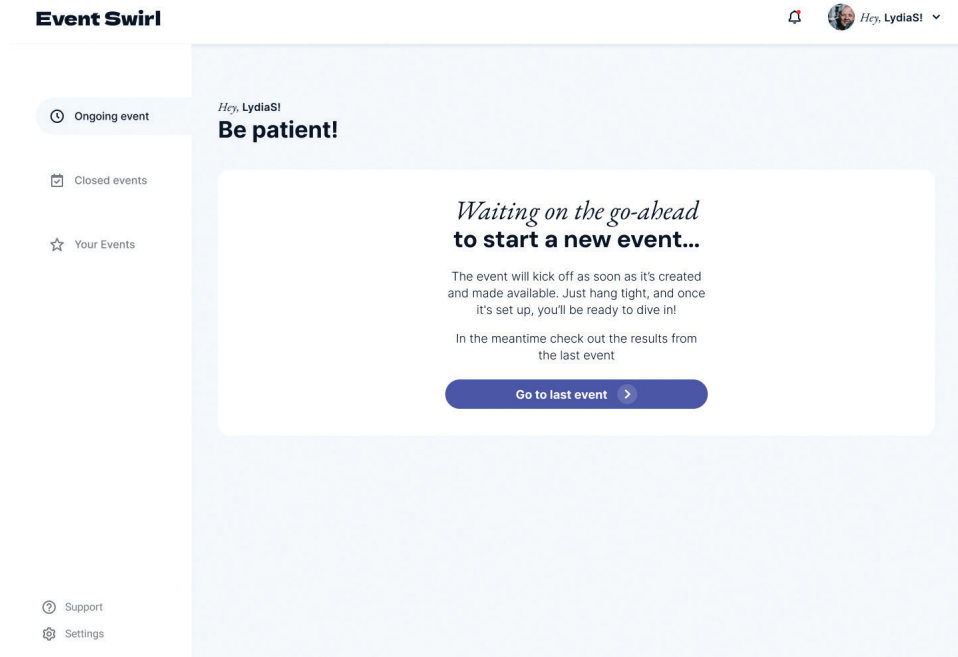 Event Swirl
Hey, LydiaS!
Ongoing event
Closed events
Your Events
Support
Settings
Hey, LydiaS!
Be patient!
Waiting on the go-ahead
to start a new event...
The event will kick off as soon as it’s created
and made available. Just hang tight, and once
it's set up, you’ll be ready to dive in!
In the meantime check out the results from
the last event
Go to last event